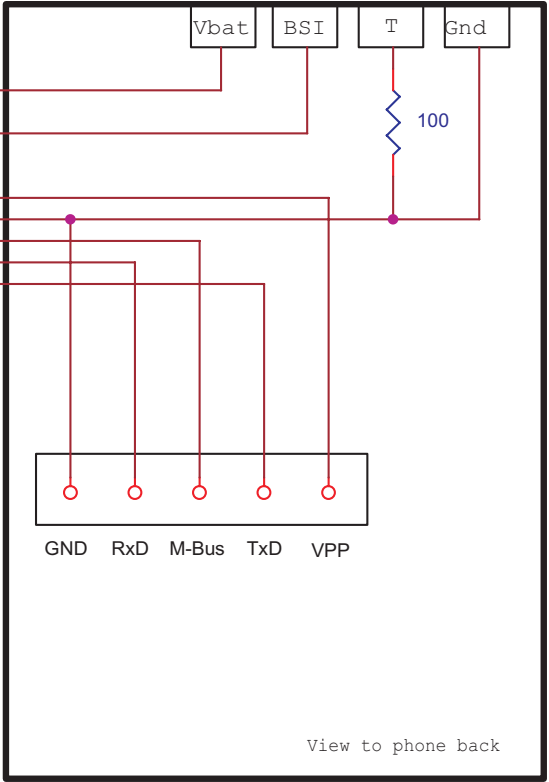 Vbat BSI T Gnd
100
GND RxD M-Bus TxD VPP
View to phone back